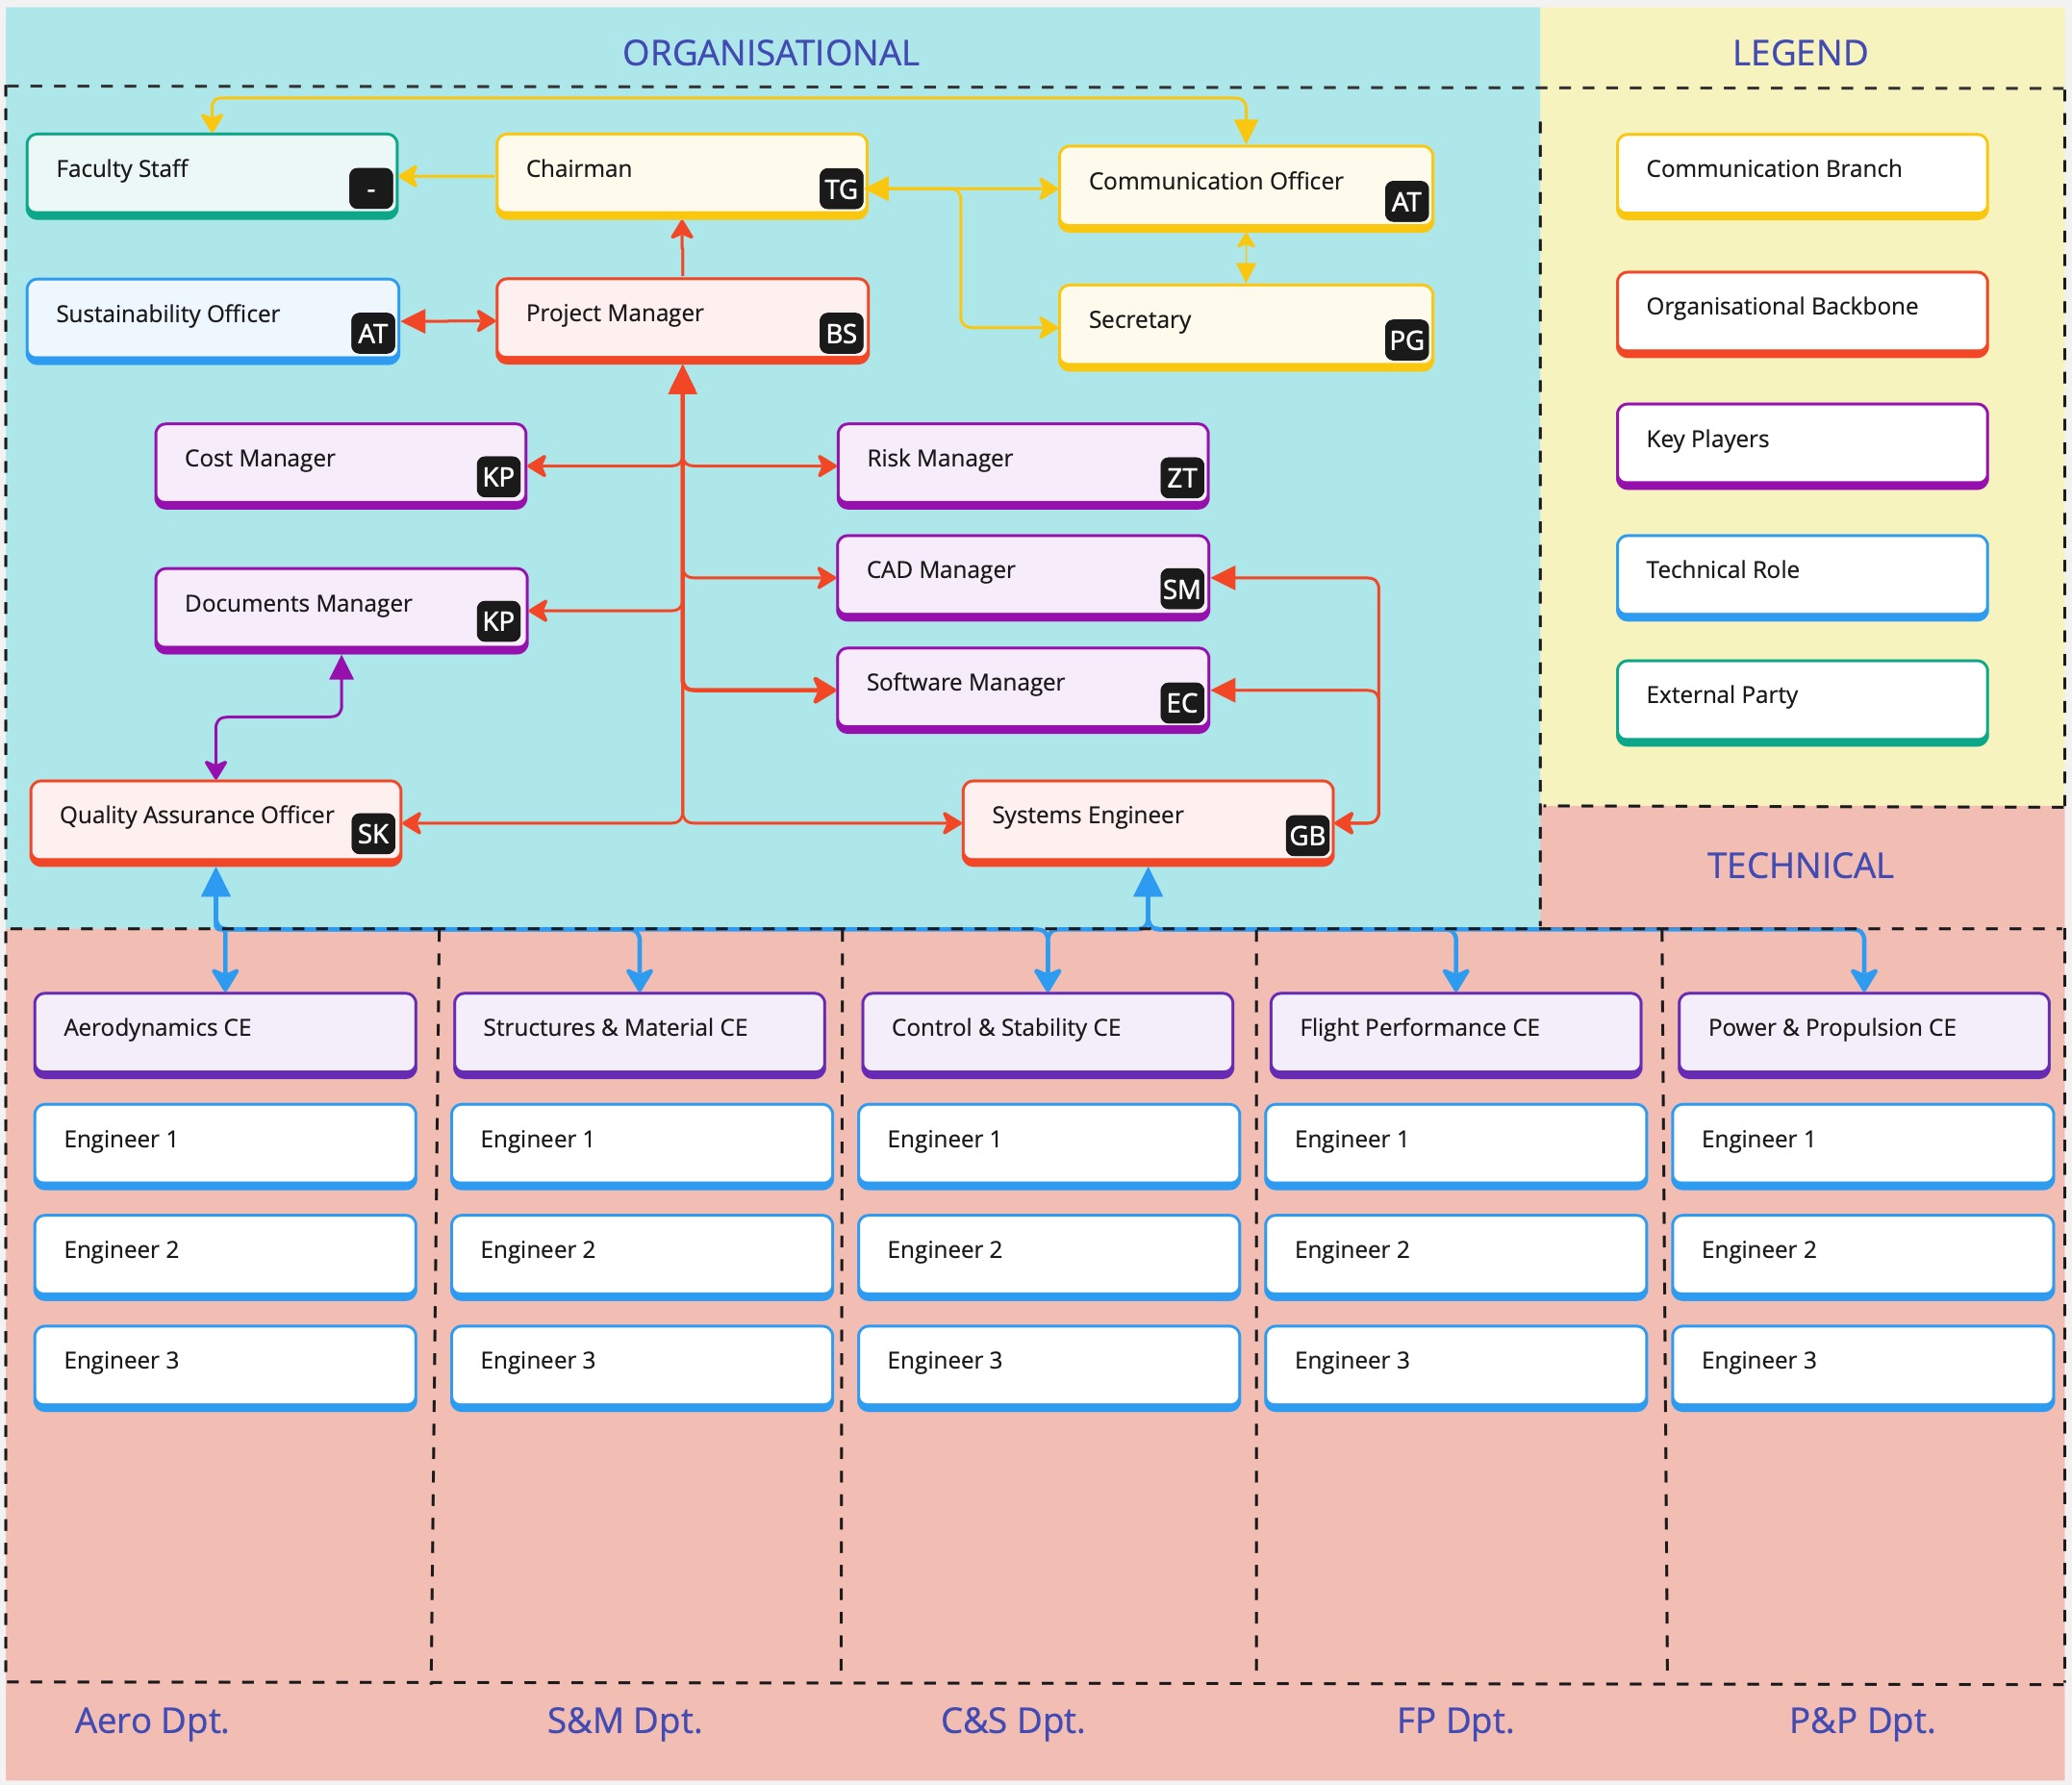 ORGANISATIONAL
LEGEND
Faculty Staff
-
Chairman
TG
Communication Officer
AT
Communication Branch
Sustainability Officer
AT
Project Manager
BS
Secretary
PG
Organisational Backbone
Cost Manager
KP
Risk Manager
ZT
Key Players
Documents Manager
KP
CAD Manager
SM
Technical Role
Software Manager
EC
External Party
Quality Assurance Officer
SK
Systems Engineer
GB
TECHNICAL
Aerodynamics CE
Structures & Material CE
Control & Stability CE
Flight Performance CE
Power & Propulsion CE
Engineer 1
Engineer 1
Engineer 1
Engineer 1
Engineer 1
Engineer 2
Engineer 2
Engineer 2
Engineer 2
Engineer 2
Engineer 3
Engineer 3
Engineer 3
Engineer 3
Engineer 3
Aero Dpt.
S&M Dpt.
C&S Dpt.
FP Dpt.
P&P Dpt.